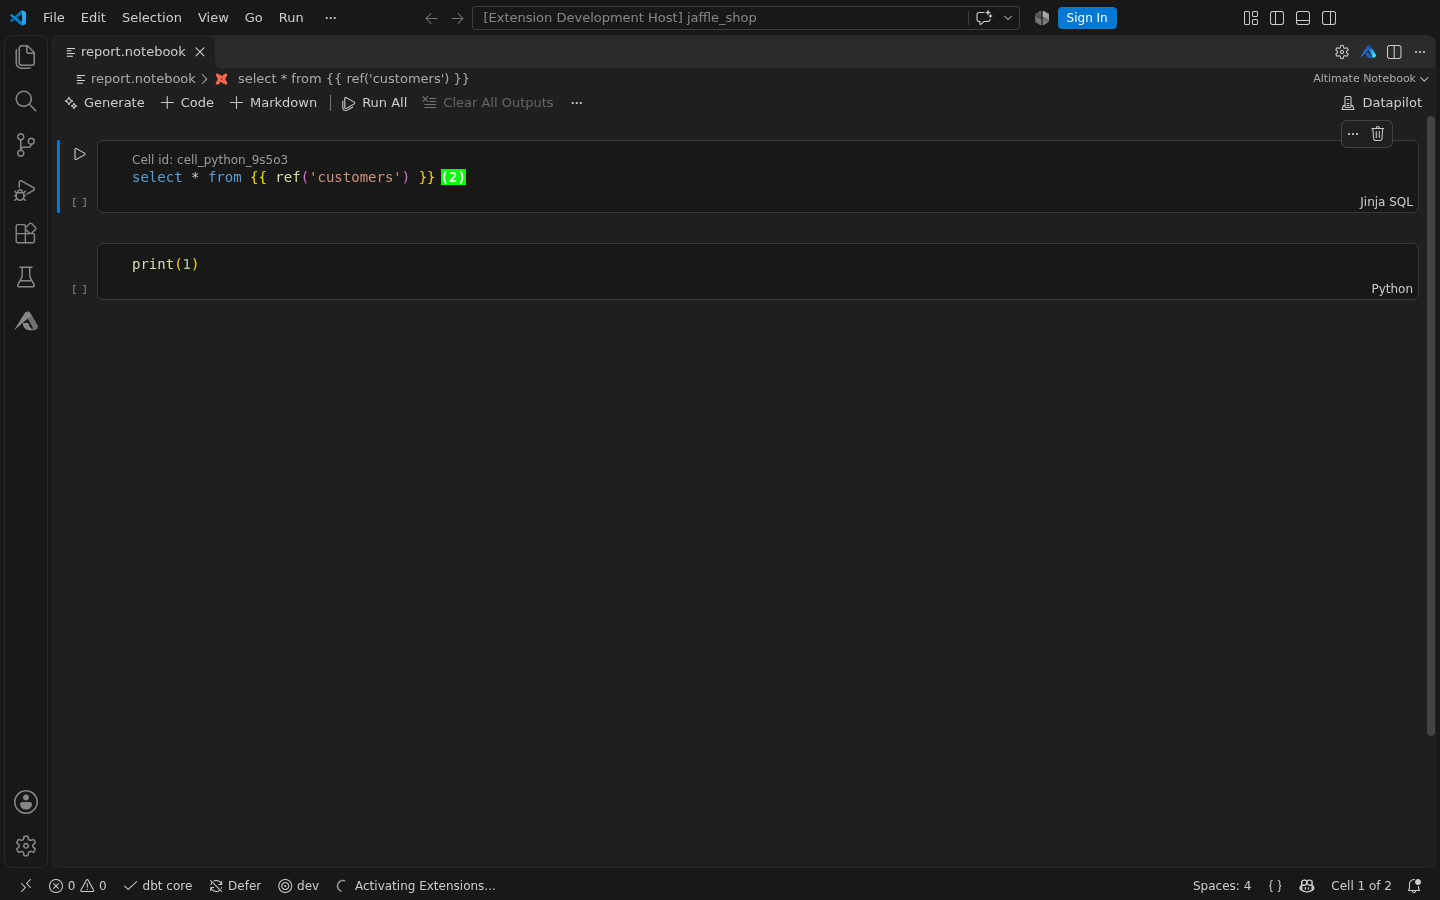 File Edit Selection View Go Run ···
[Extension Development Host] jaffle_shop
Sign In
report.notebook
report.notebook > select * from {{ ref('customers') }}
Altimate Notebook
Generate + Code + Markdown | Run All Clear All Outputs ···
Datapilot
Cell id: cell_python_9s5o3
select * from {{ ref('customers') }} (2)
[ ]
Jinja SQL
print(1)
[ ]
Python
0 0 dbt core Defer dev Activating Extensions...
Spaces: 4 { } Cell 1 of 2